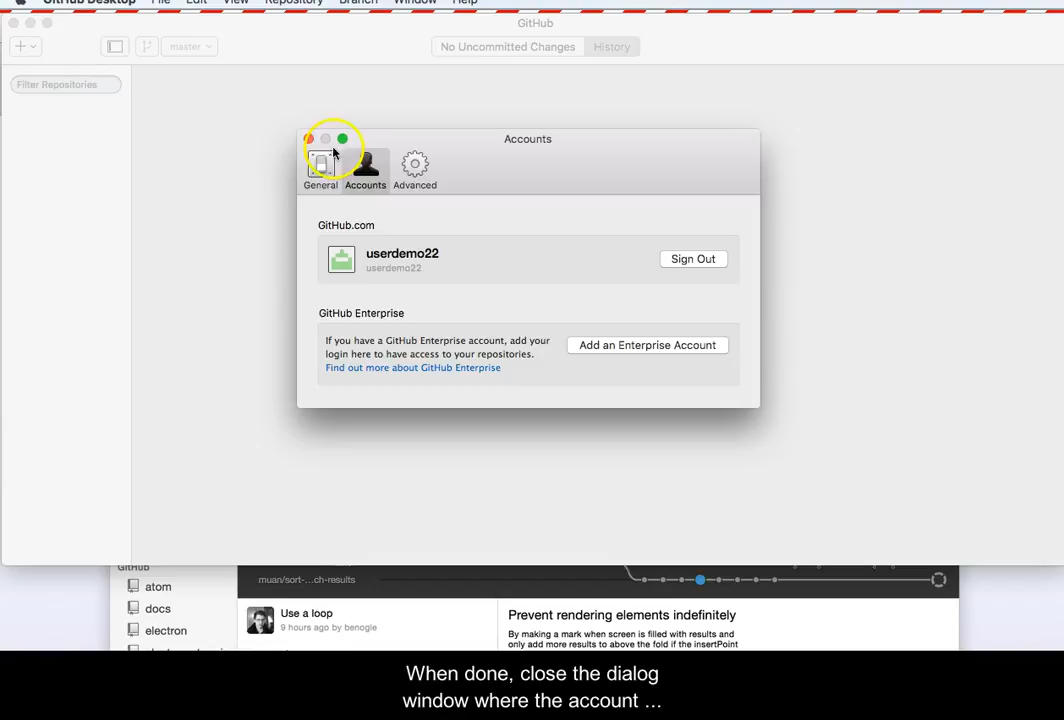 GitHub Desktop File Edit View Repository Branch Window Help
GitHub
master No Uncommitted Changes History
Filter Repositories
Accounts
General Accounts Advanced
GitHub.com
userdemo22
userdemo22
Sign Out
GitHub Enterprise
If you have a GitHub Enterprise account, add your
login here to have access to your repositories.
Find out more about GitHub Enterprise
Add an Enterprise Account
GitHub
atom
docs
electron
muan/sort-...ch-results
Use a loop
9 hours ago by benogle
Prevent rendering elements indefinitely
By making a mark when screen is filled with results and
only add more results to above the fold if the insertPoint
When done, close the dialog
window where the account ...